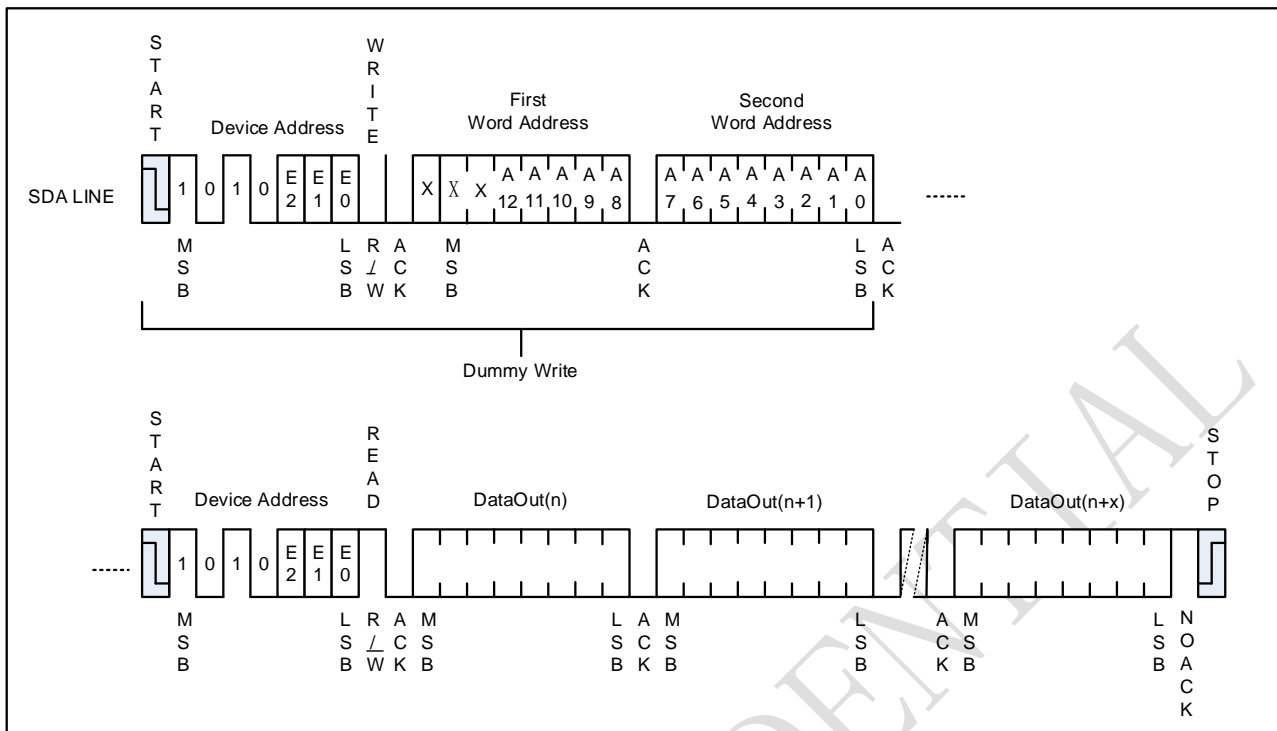 START
WRITE
Device Address
First
Word Address
Second
Word Address
SDA LINE
1 0 1 0 E2 E1 E0 X X X A12 A11 A10 A9 A8 A7 A6 A5 A4 A3 A2 A1 A0
MSB LSB R/W ACK MSB ACK LSB ACK
Dummy Write
START
READ
STOP
Device Address
DataOut(n)
DataOut(n+1)
DataOut(n+x)
1 0 1 0 E2 E1 E0
MSB LSB R/W ACK MSB LSB ACK MSB LSB ACK MSB LSB NOACK